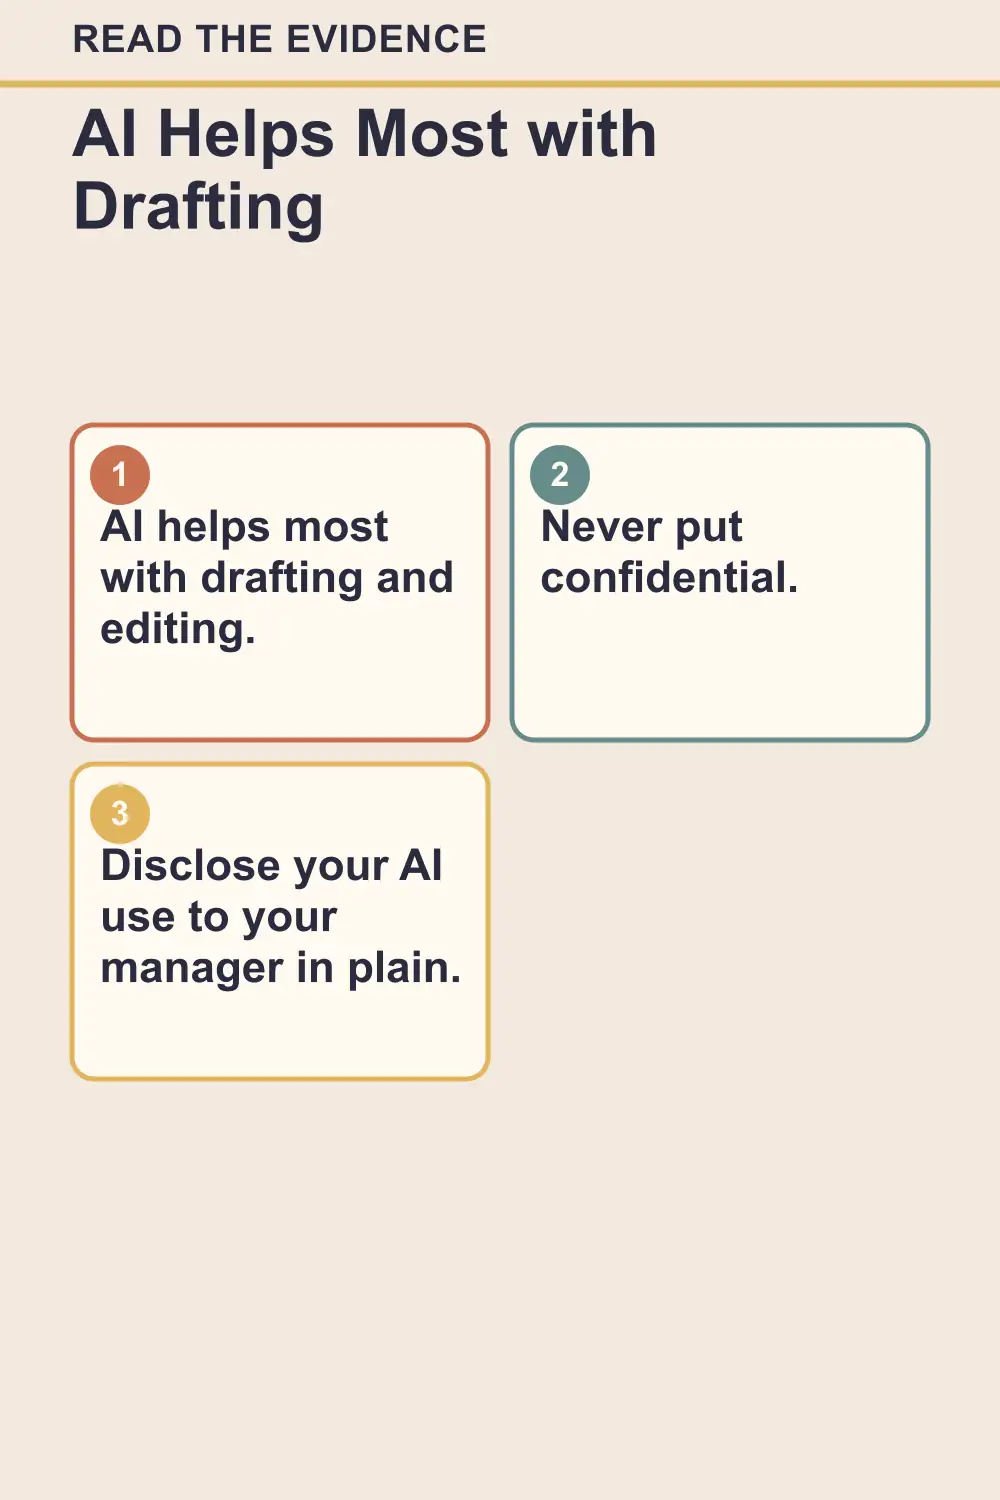 READ THE EVIDENCE
AI Helps Most with
Drafting
1
AI helps most
with drafting and
editing.
2
Never put
confidential.
3
Disclose your AI
use to your
manager in plain.